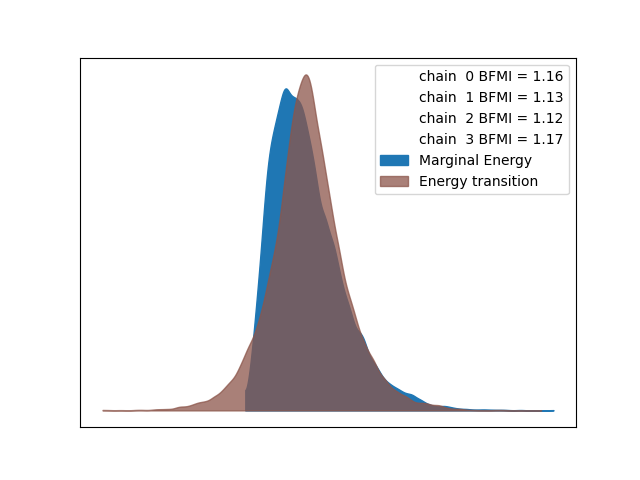 chain  0 BFMI = 1.16
chain  1 BFMI = 1.13
chain  2 BFMI = 1.12
chain  3 BFMI = 1.17
Marginal Energy
Energy transition